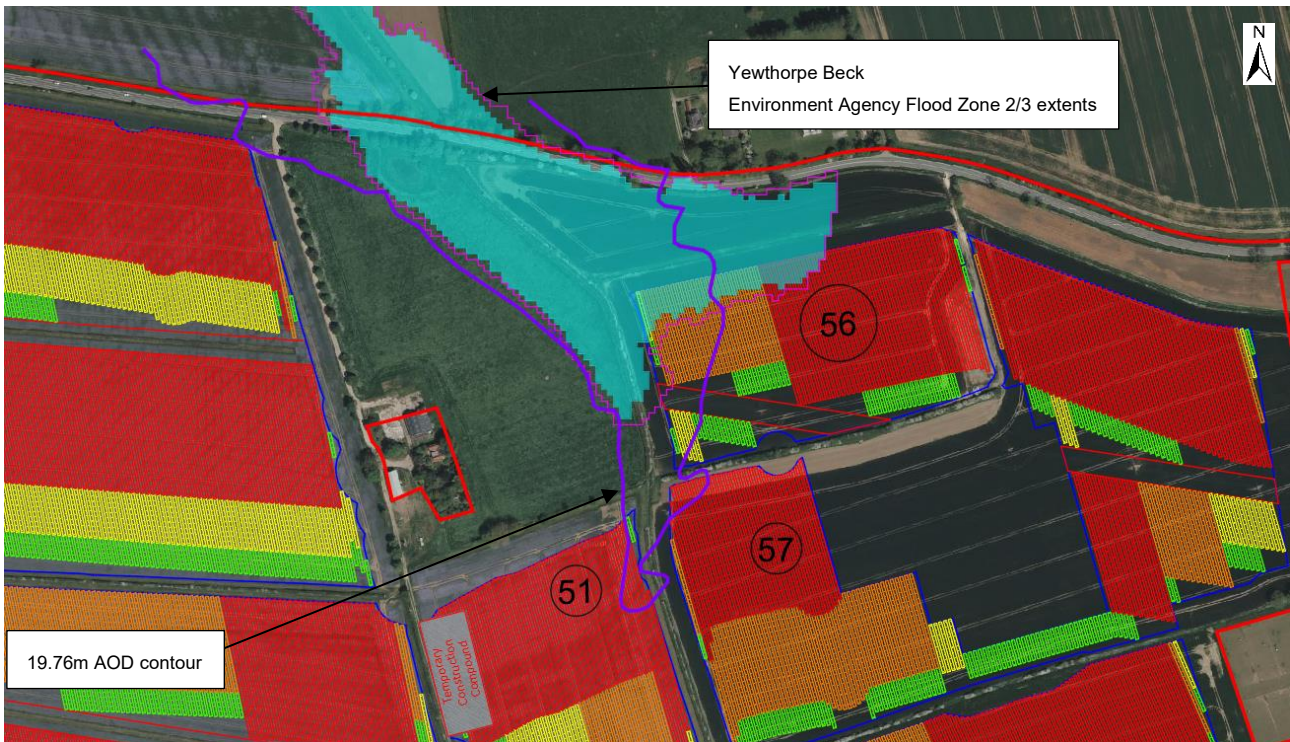 N
Yewthorpe Beck
Environment Agency Flood Zone 2/3 extents
56
57
51
19.76m AOD contour
Temporary
Construction
Compound